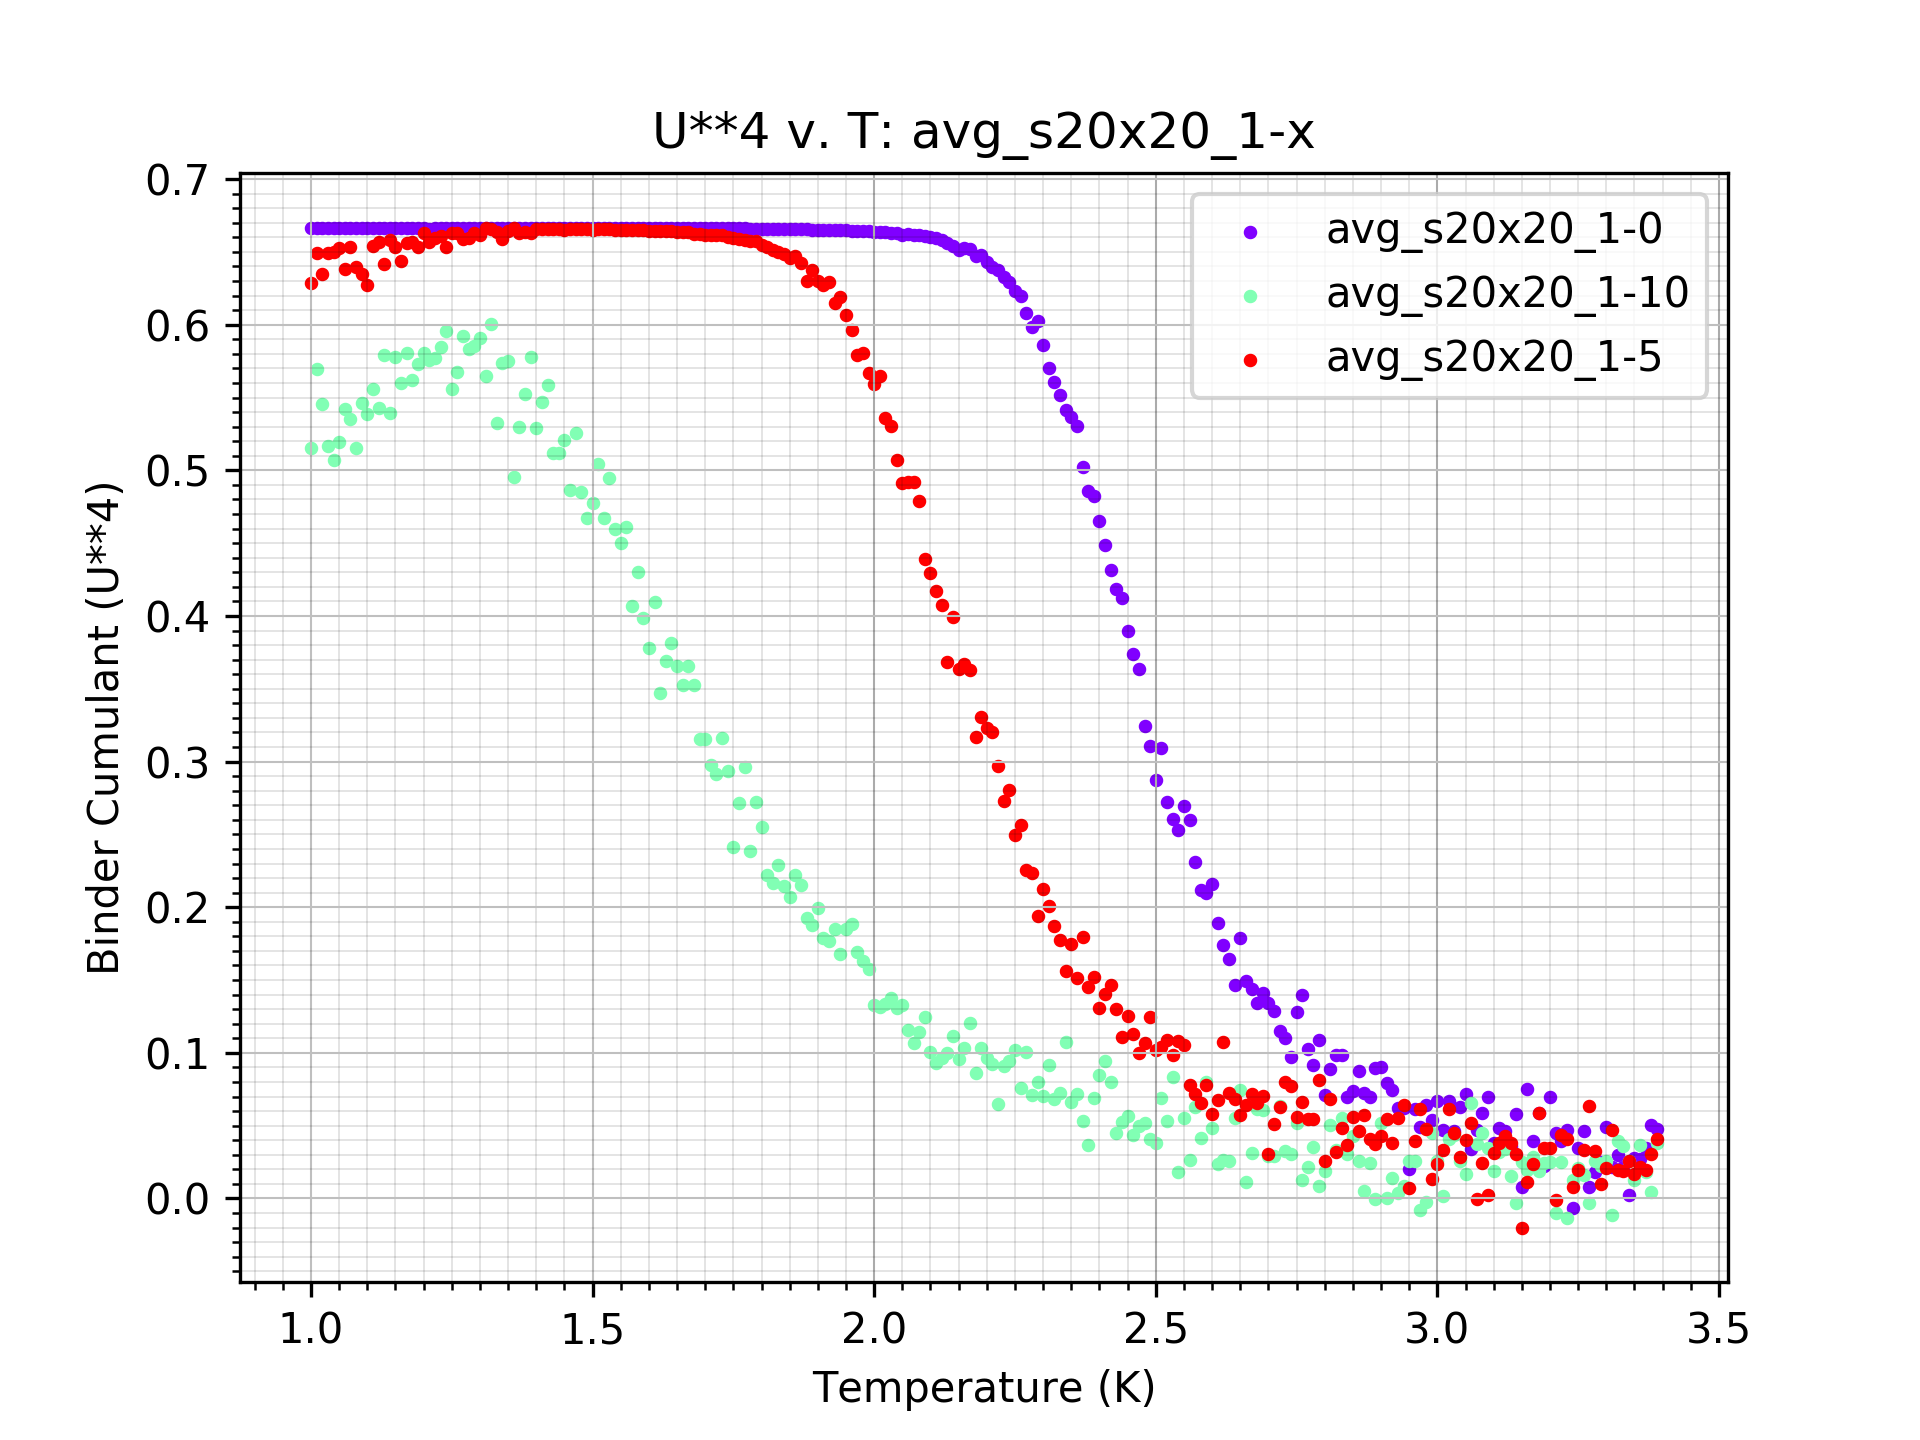 U**4 v. T: avg_s20x20_1-x
0.7
0.6
0.5
0.4
0.3
0.2
0.1
0.0
Binder Cumulant (U**4)
avg_s20x20_1-0
avg_s20x20_1-10
avg_s20x20_1-5
1.0 1.5 2.0 2.5 3.0 3.5
Temperature (K)